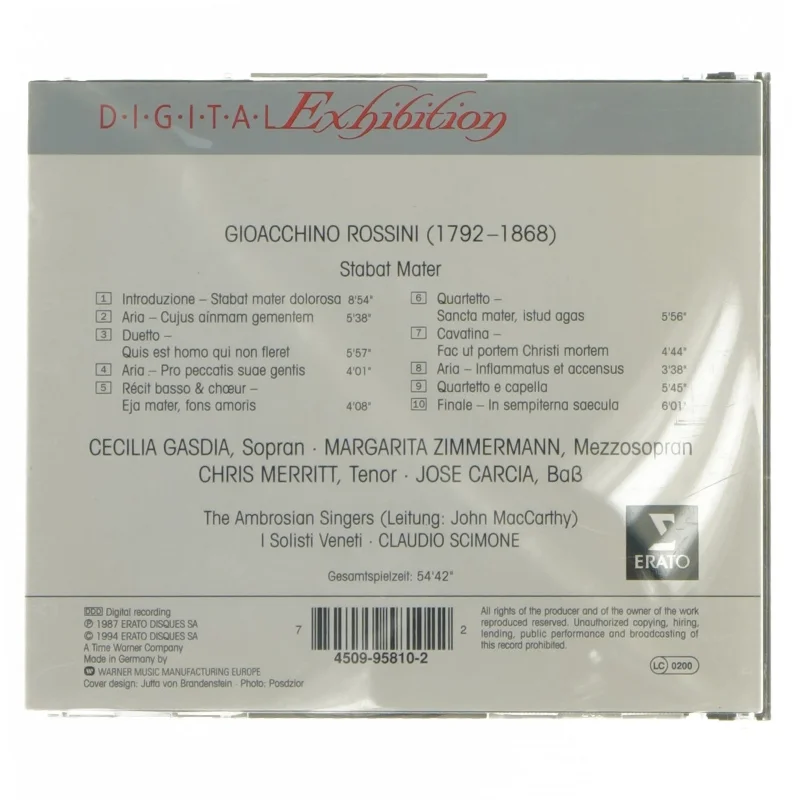 D·I·G·I·T·A·L Exhibition
GIOACCHINO ROSSINI (1792–1868)
Stabat Mater
1 Introduzione – Stabat mater dolorosa 8'54"
2 Aria – Cujus aínmam gementem 5'38"
3 Duetto –
Quis est homo qui non fleret 5'57"
4 Aria – Pro peccatis suae gentis 4'01"
5 Récit basso & chœur –
Eja mater, fons amoris 4'08"
6 Quartetto –
Sancta mater, istud agas 5'56"
7 Cavatina –
Fac ut portem Christi mortem 4'44"
8 Aria – Inflammatus et accensus 3'38"
9 Quartetto e capella 5'45"
10 Finale – In sempiterna saecula 6'01"
CECILIA GASDIA, Sopran · MARGARITA ZIMMERMANN, Mezzosopran
CHRIS MERRITT, Tenor · JOSE CARCIA, Baß
The Ambrosian Singers (Leitung: John MacCarthy)
I Solisti Veneti · CLAUDIO SCIMONE
ERATO
Gesamtspielzeit: 54'42"
DDD Digital recording
℗ 1987 ERATO DISQUES SA
© 1994 ERATO DISQUES SA
A Time Warner Company
Made in Germany by
WARNER MUSIC MANUFACTURING EUROPE
Cover design: Jutta von Brandenstein · Photo: Posdzior
7 4509-95810-2 2
All rights of the producer and of the owner of the work
reproduced reserved. Unauthorized copying, hiring,
lending, public performance and broadcasting of
this record prohibited.
LC 0200